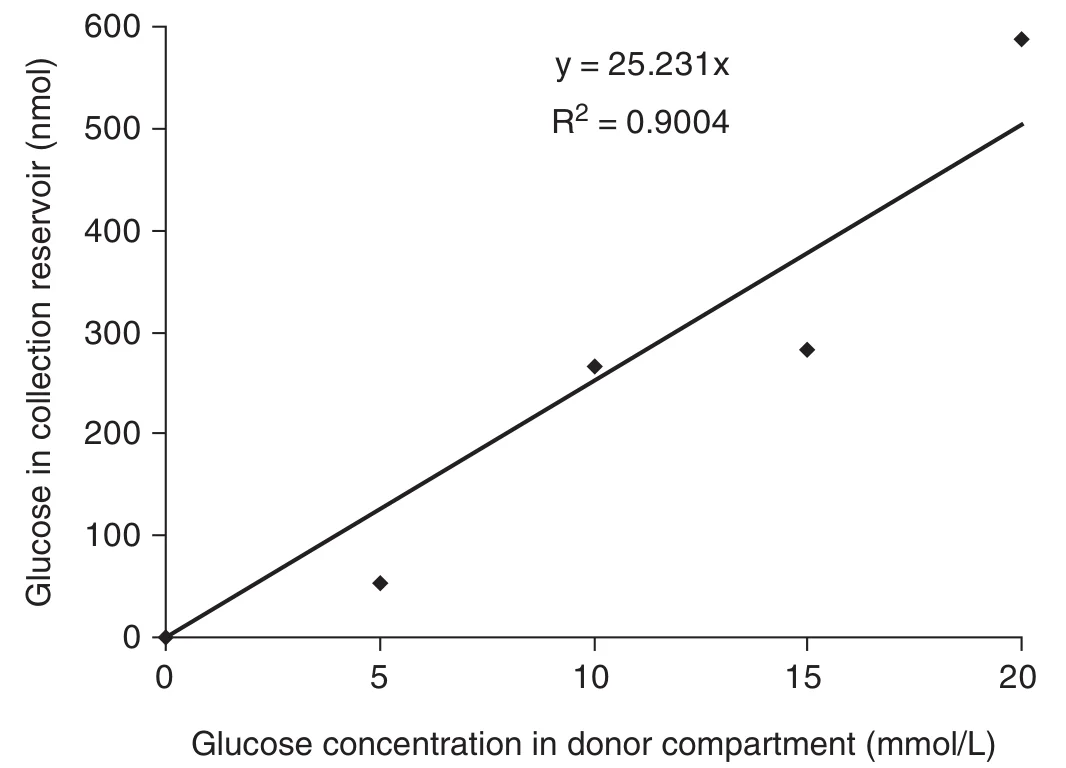 600
500
400
300
200
100
0
y = 25.231x
R² = 0.9004
0 5 10 15 20
Glucose concentration in donor compartment (mmol/L)
Glucose in collection reservoir (nmol)